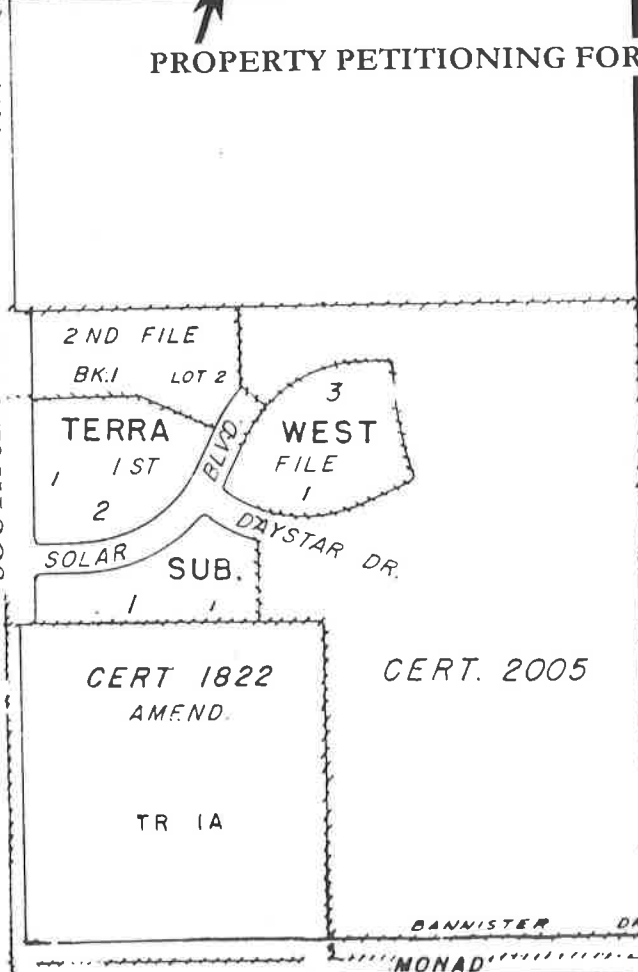 PROPERTY PETITIONING FOR
2ND FILE
BK.1 LOT 2
TERRA
1 1ST
2
BLVD.
3
WEST
FILE
1
DAYSTAR DR.
SOLAR
SUB.
1 1
CERT 1822
AMEND.
TR 1A
CERT. 2005
BANNISTER
MONAD